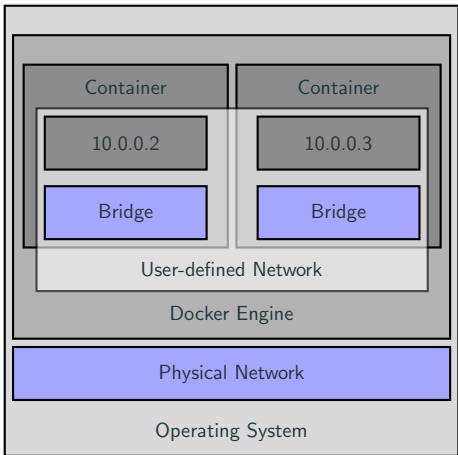 Container
Container
10.0.0.2
10.0.0.3
Bridge
Bridge
User-defined Network
Docker Engine
Physical Network
Operating System